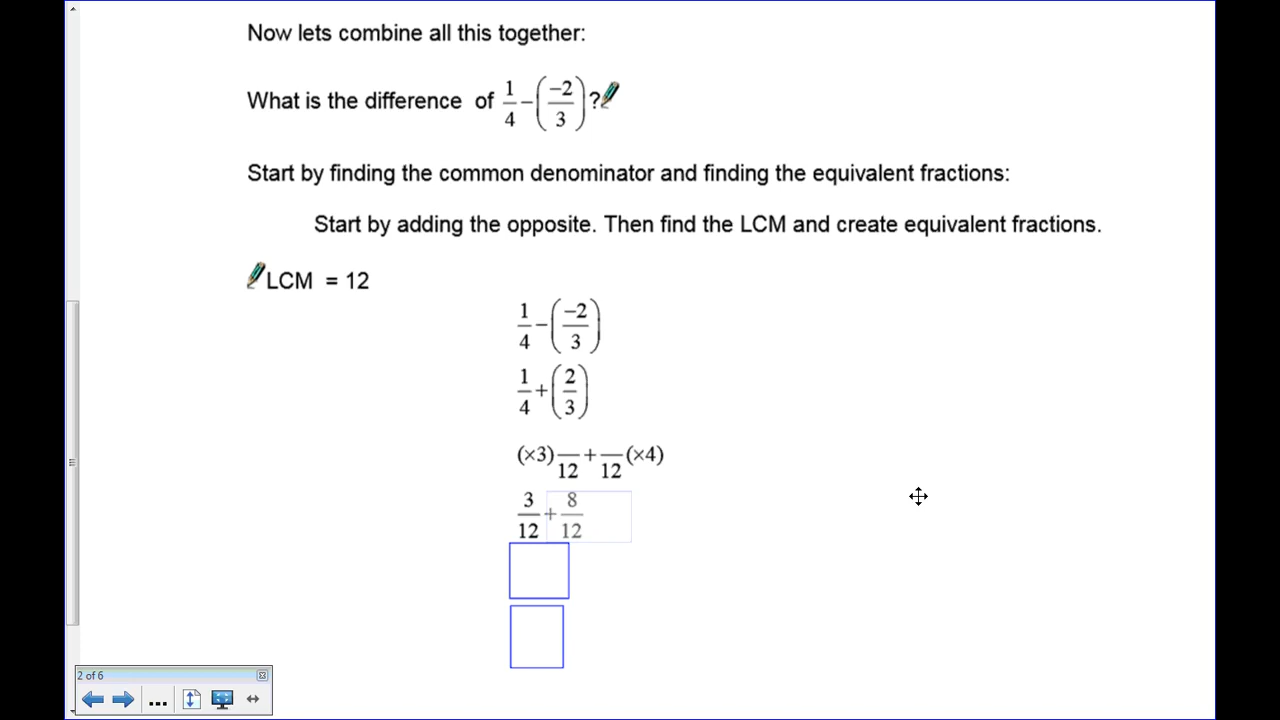 Now lets combine all this together:
What is the difference of 1/4 − (−2/3) ?
Start by finding the common denominator and finding the equivalent fractions:
Start by adding the opposite. Then find the LCM and create equivalent fractions.
LCM = 12
1/4 − (−2/3)
1/4 + (2/3)
(×3) /12 + /12 (×4)
3/12 + 8/12
2 of 6
...